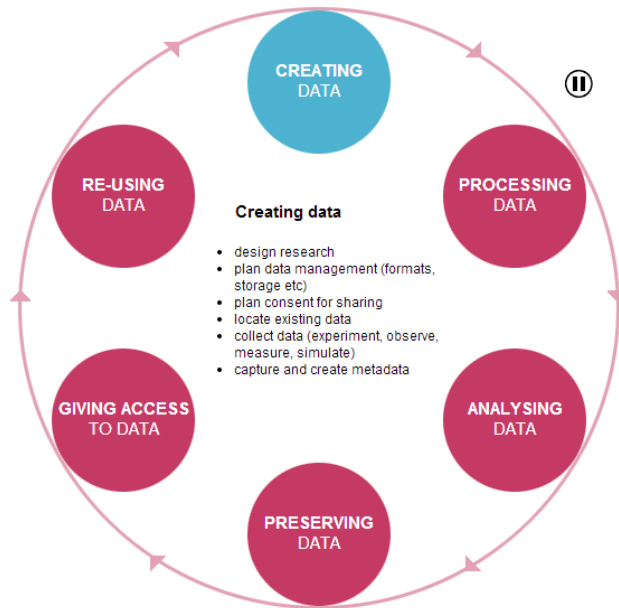 CREATING
DATA
PROCESSING
DATA
ANALYSING
DATA
PRESERVING
DATA
GIVING ACCESS
TO DATA
RE-USING
DATA
Creating data
• design research
• plan data management (formats,
storage etc)
• plan consent for sharing
• locate existing data
• collect data (experiment, observe,
measure, simulate)
• capture and create metadata